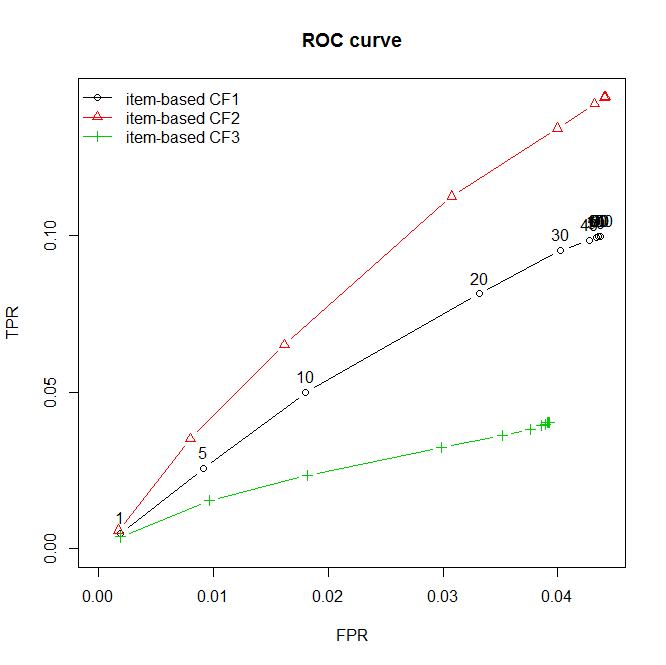 ROC curve
item-based CF1
item-based CF2
item-based CF3
TPR
0.10
0.05
0.00
1
5
10
20
30
0.00 0.01 0.02 0.03 0.04
FPR